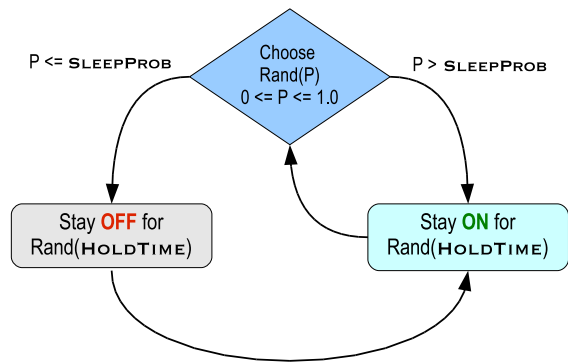 Choose
Rand(P)
0 <= P <= 1.0
P <= SLEEPPROB
P > SLEEPPROB
Stay OFF for
Rand(HOLDTIME)
Stay ON for
Rand(HOLDTIME)